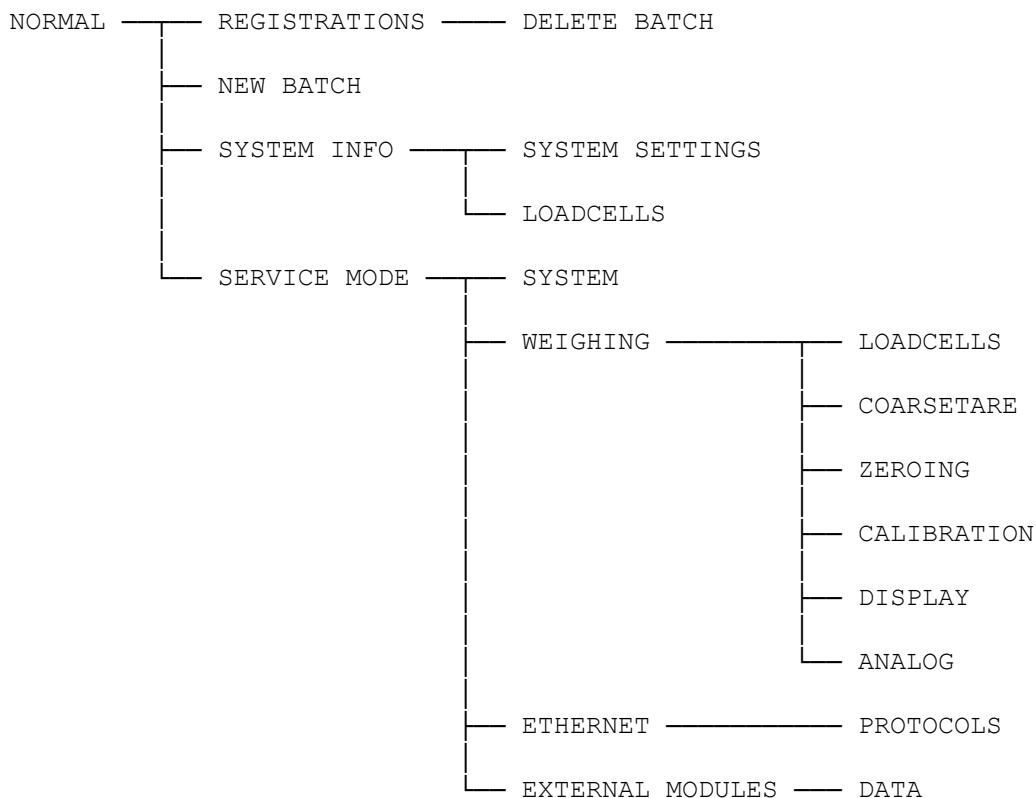 NORMAL REGISTRATIONS DELETE BATCH
NEW BATCH
SYSTEM INFO SYSTEM SETTINGS
LOADCELLS
SERVICE MODE SYSTEM
WEIGHING LOADCELLS
COARSETARE
ZEROING
CALIBRATION
DISPLAY
ANALOG
ETHERNET PROTOCOLS
EXTERNAL MODULES DATA